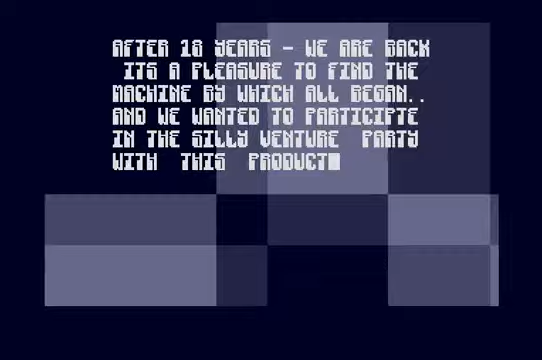 AFTER 18 YEARS - WE ARE BACK
ITS A PLEASURE TO FIND THE
MACHINE BY WHICH ALL BEGAN..
AND WE WANTED TO PARTICIPTE
IN THE SILLY VENTURE PARTY
WITH THIS PRODUCT